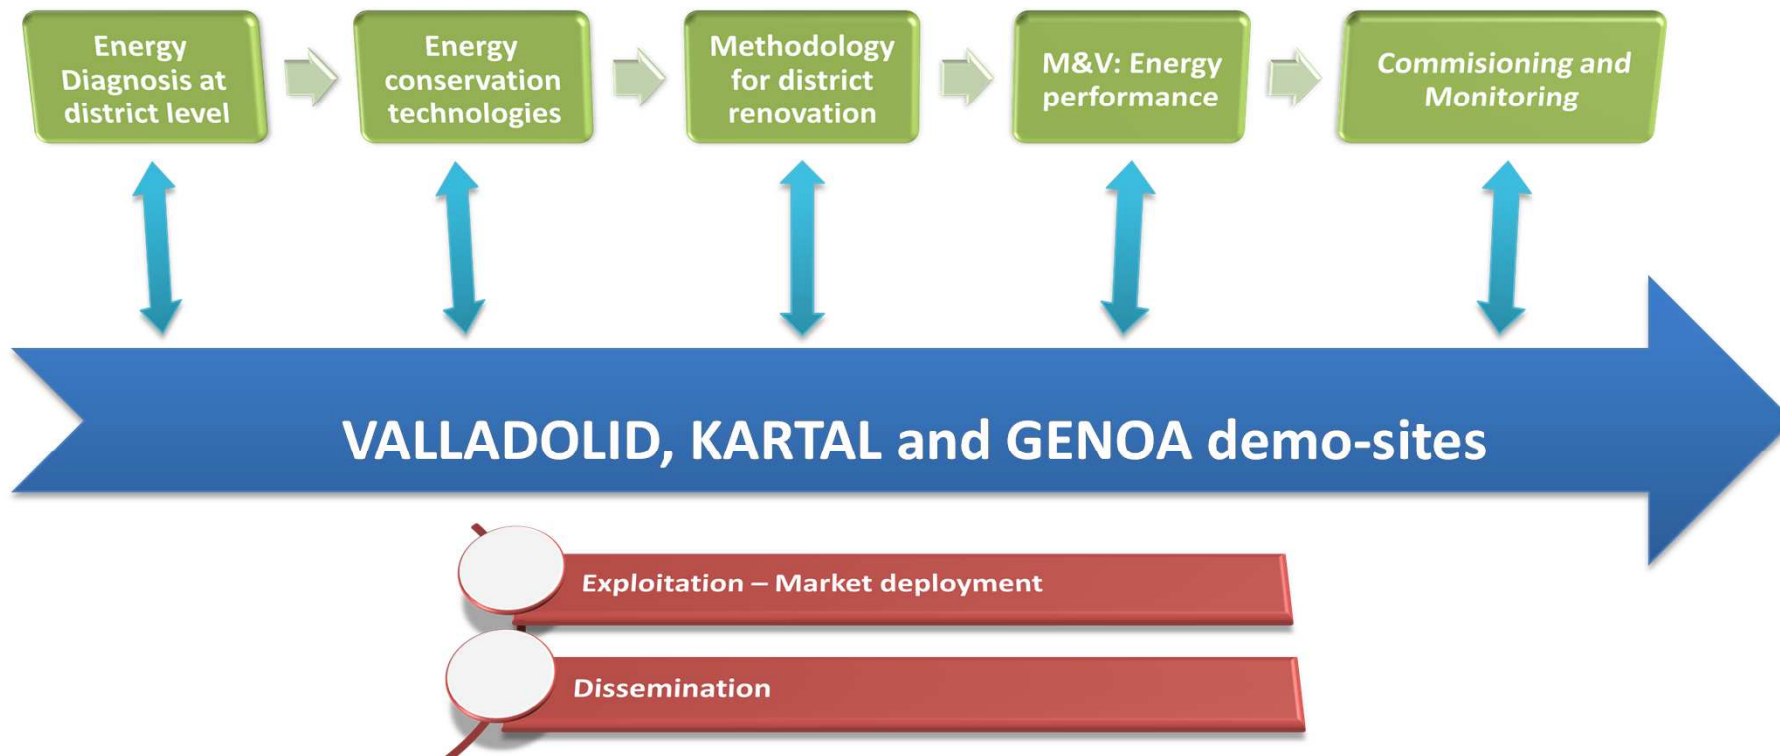 Energy
Diagnosis at
district level
Energy
conservation
technologies
Methodology
for district
renovation
M&V: Energy
performance
Commisioning and
Monitoring
VALLADOLID, KARTAL and GENOA demo-sites
Exploitation – Market deployment
Dissemination